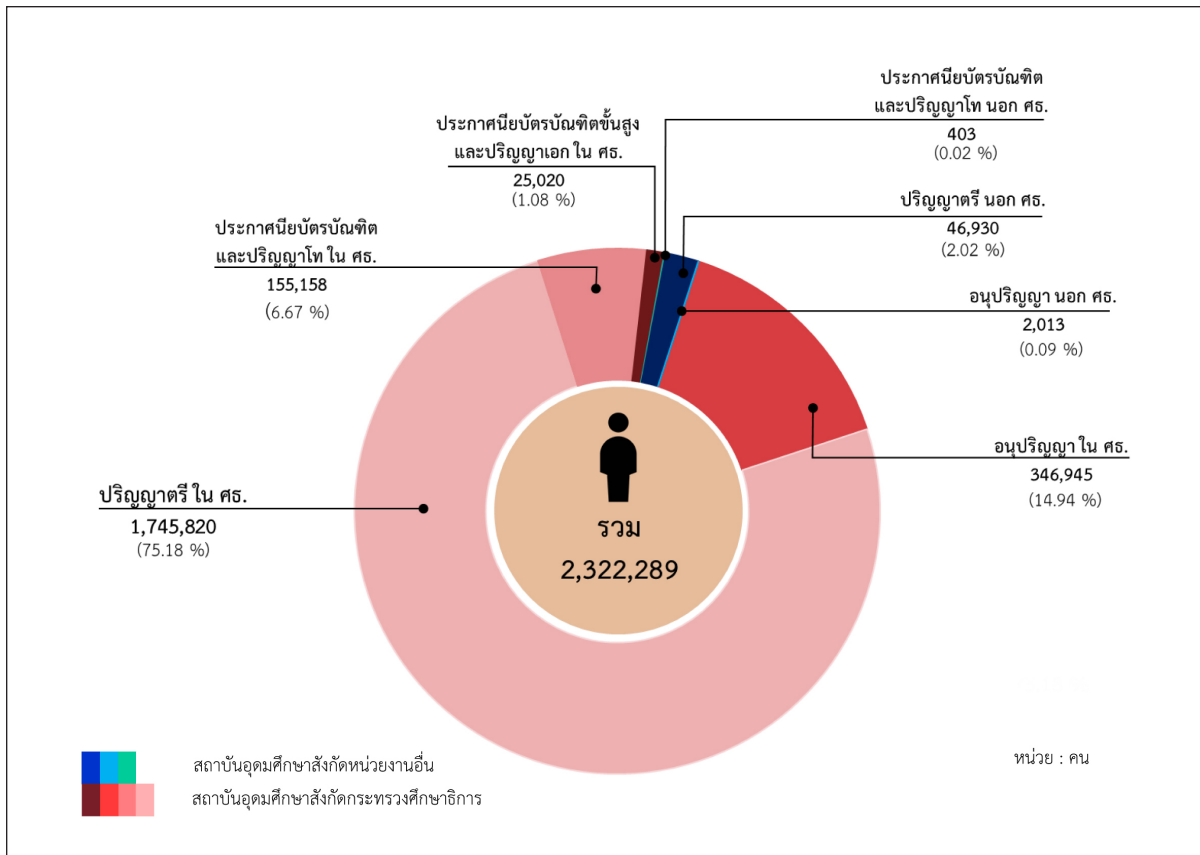 ประกาศนียบัตรบัณฑิต
และปริญญาโท นอก ศธ.
403
(0.02 %)
ประกาศนียบัตรบัณฑิตขั้นสูง
และปริญญาเอก ใน ศธ.
25,020
(1.08 %)
ปริญญาตรี นอก ศธ.
46,930
(2.02 %)
ประกาศนียบัตรบัณฑิต
และปริญญาโท ใน ศธ.
155,158
(6.67 %)
อนุปริญญา นอก ศธ.
2,013
(0.09 %)
อนุปริญญา ใน ศธ.
346,945
(14.94 %)
ปริญญาตรี ใน ศธ.
1,745,820
(75.18 %)
รวม
2,322,289
หน่วย : คน
สถาบันอุดมศึกษาสังกัดหน่วยงานอื่น
สถาบันอุดมศึกษาสังกัดกระทรวงศึกษาธิการ